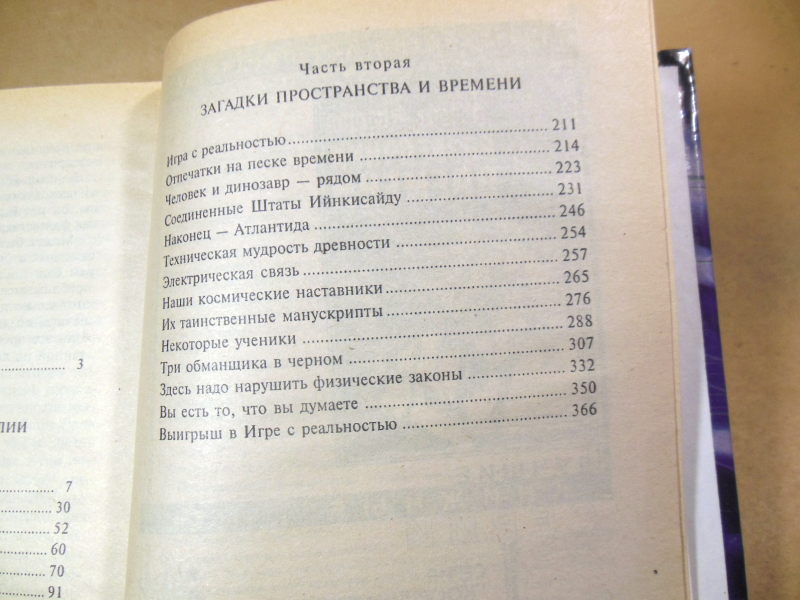 3
ЛИИ
7
30
52
60
70
91
Часть вторая
ЗАГАДКИ ПРОСТРАНСТВА И ВРЕМЕНИ
Игра с реальностью 211
Отпечатки на песке времени 214
Человек и динозавр — рядом 223
Соединенные Штаты Ийнкисайду 231
Наконец — Атлантида 246
Техническая мудрость древности 254
Электрическая связь 257
Наши космические наставники 265
Их таинственные манускрипты 276
Некоторые ученики 288
Три обманщика в черном 307
Здесь надо нарушить физические законы 332
Вы есть то, что вы думаете 350
Выигрыш в Игре с реальностью 366